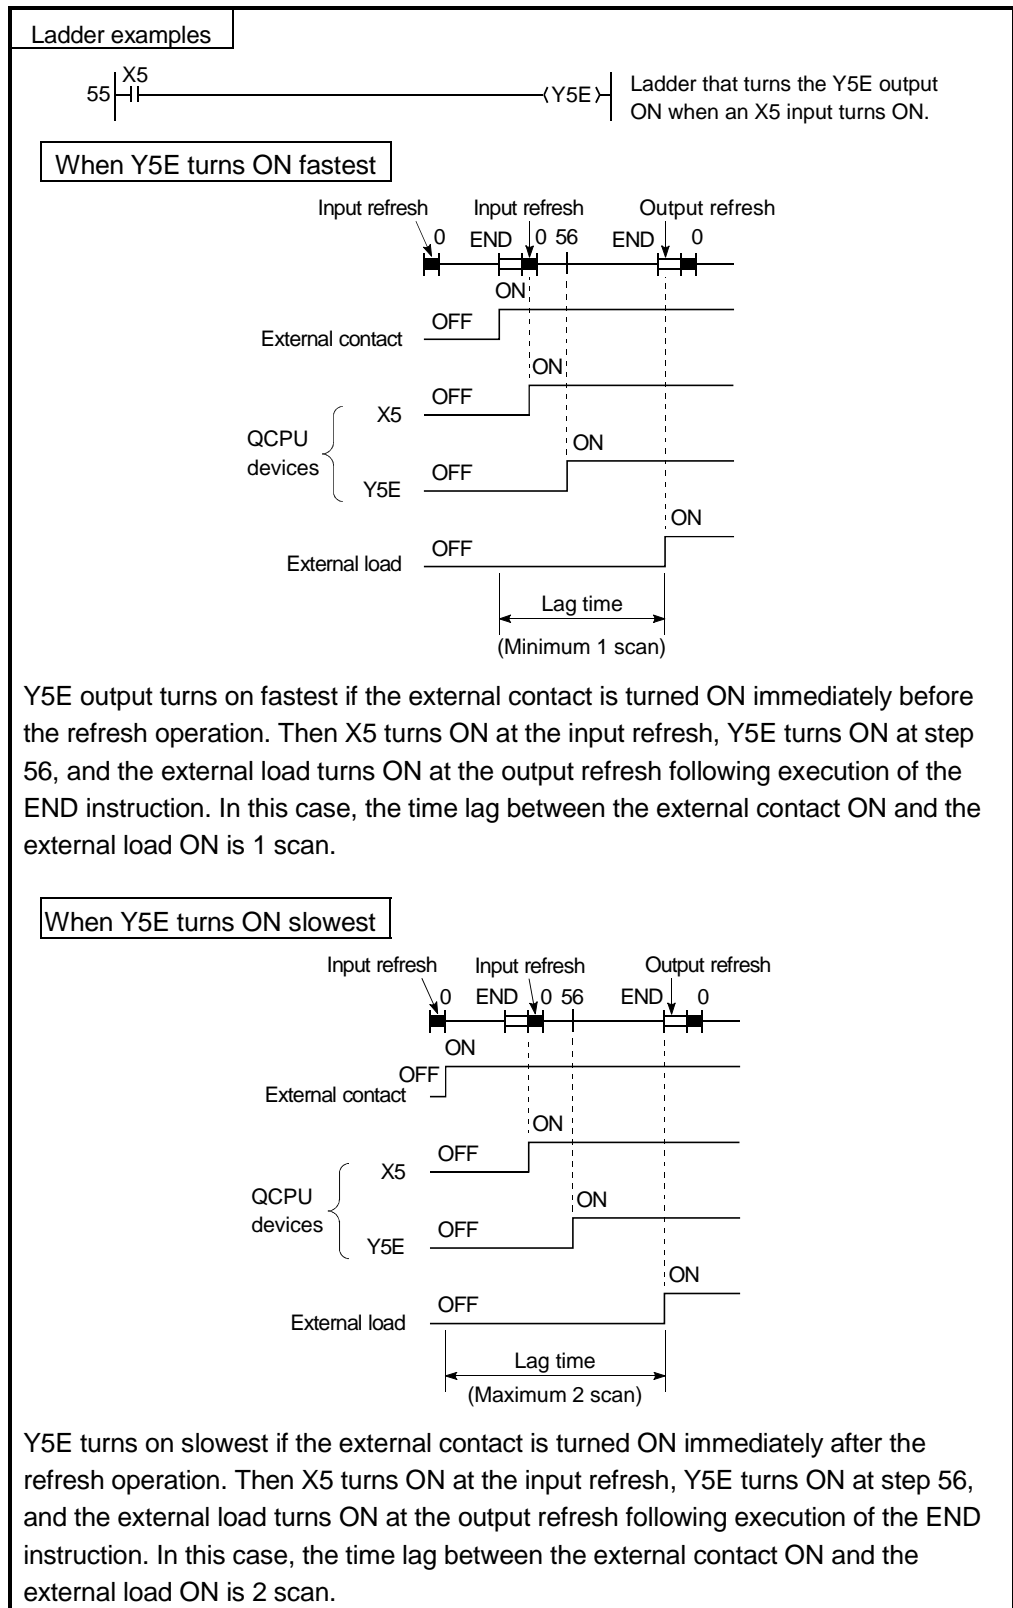 Ladder examples
X5
55
Y5E
Ladder that turns the Y5E output
ON when an X5 input turns ON.
When Y5E turns ON fastest
Input refresh Input refresh Output refresh
0 END 0 56 END 0
ON
OFF
External contact
ON
OFF
X5
QCPU
devices
ON
OFF
Y5E
ON
OFF
External load
Lag time
(Minimum 1 scan)
Y5E output turns on fastest if the external contact is turned ON immediately before
the refresh operation. Then X5 turns ON at the input refresh, Y5E turns ON at step
56, and the external load turns ON at the output refresh following execution of the
END instruction. In this case, the time lag between the external contact ON and the
external load ON is 1 scan.
When Y5E turns ON slowest
Input refresh Input refresh Output refresh
0 END 0 56 END 0
ON
OFF
External contact
ON
OFF
X5
QCPU
devices
ON
OFF
Y5E
ON
OFF
External load
Lag time
(Maximum 2 scan)
Y5E turns on slowest if the external contact is turned ON immediately after the
refresh operation. Then X5 turns ON at the input refresh, Y5E turns ON at step 56,
and the external load turns ON at the output refresh following execution of the END
instruction. In this case, the time lag between the external contact ON and the
external load ON is 2 scan.